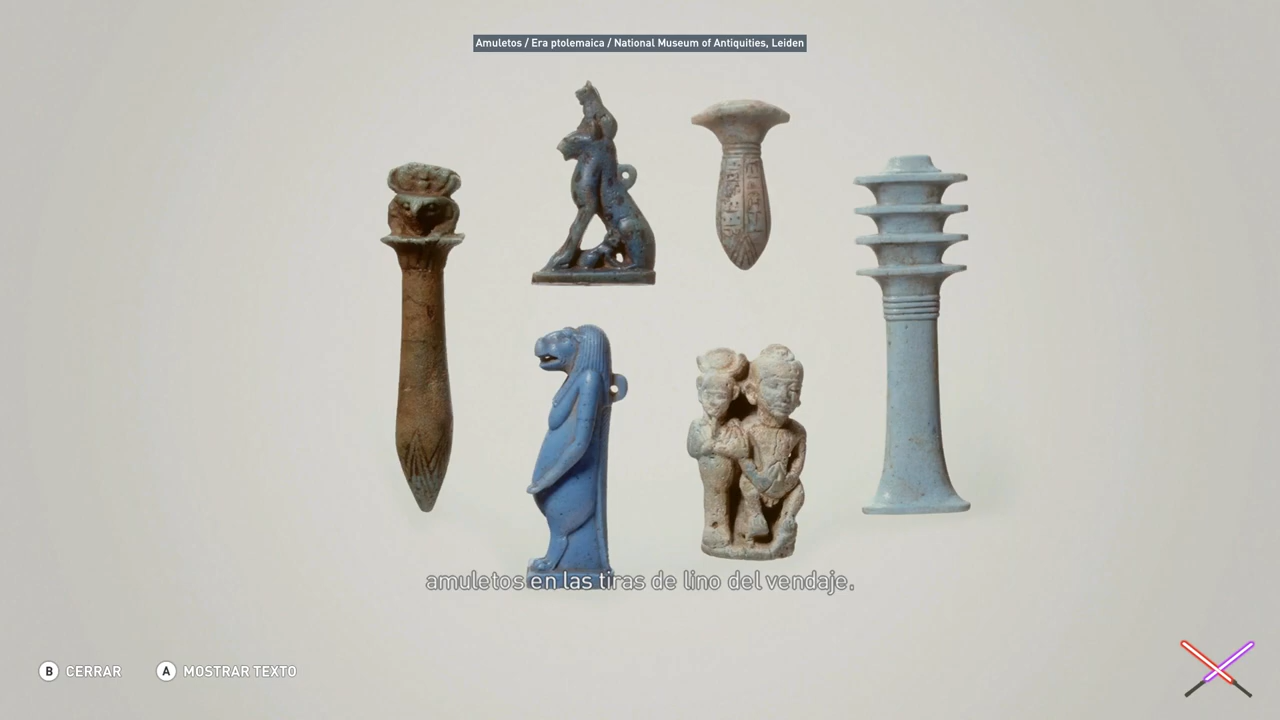 Amuletos / Era ptolemaica / National Museum of Antiquities, Leiden
amuletos en las tiras de lino del vendaje.
B CERRAR A MOSTRAR TEXTO